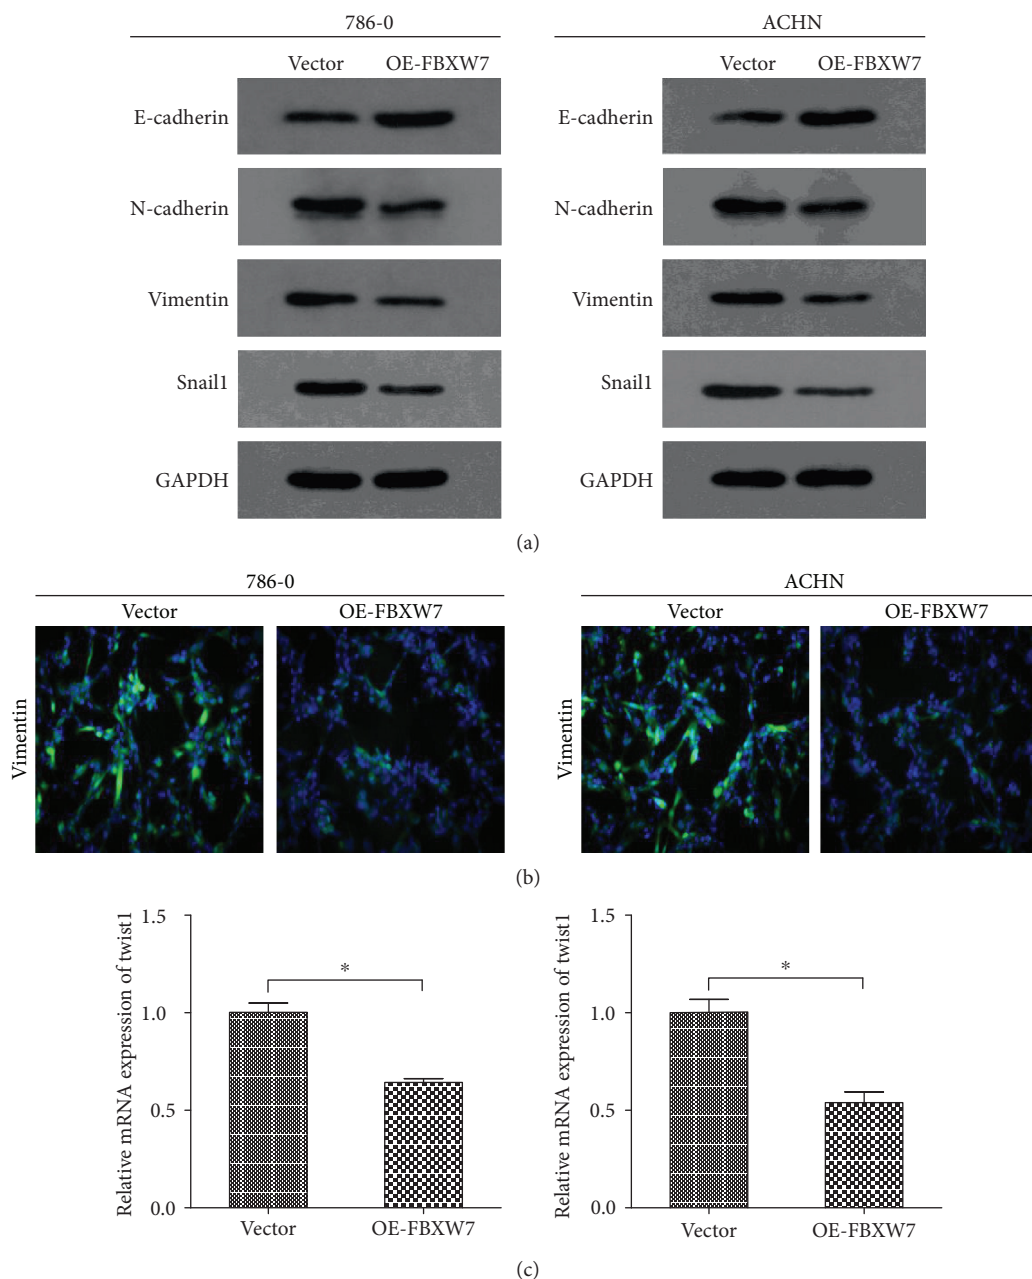 786-0
ACHN
Vector OE-FBXW7
Vector OE-FBXW7
E-cadherin
E-cadherin
N-cadherin
N-cadherin
Vimentin
Vimentin
Snail1
Snail1
GAPDH
GAPDH
(a)
786-0
ACHN
Vector OE-FBXW7
Vector OE-FBXW7
Vimentin
Vimentin
(b)
Relative mRNA expression of twist1
1.5
1.0
0.5
0.0
*
Vector OE-FBXW7
Relative mRNA expression of twist1
1.5
1.0
0.5
0.0
*
Vector OE-FBXW7
(c)